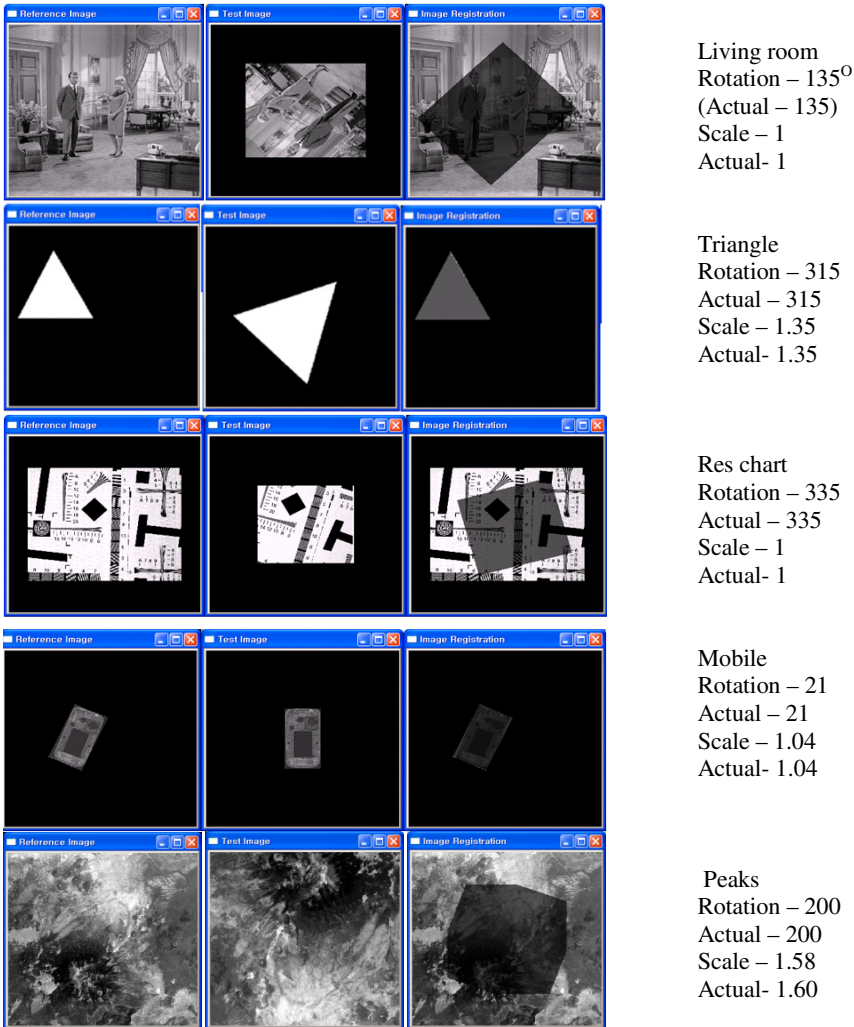 Reference Image
Test Image
Image Registration
Living room
Rotation – 135O
(Actual – 135)
Scale – 1
Actual- 1
Reference Image
Test Image
Image Registration
Triangle
Rotation – 315
Actual – 315
Scale – 1.35
Actual- 1.35
Reference Image
Test Image
Image Registration
Res chart
Rotation – 335
Actual – 335
Scale – 1
Actual- 1
Reference Image
Test Image
Image Registration
Mobile
Rotation – 21
Actual – 21
Scale – 1.04
Actual- 1.04
Reference Image
Test Image
Image Registration
Peaks
Rotation – 200
Actual – 200
Scale – 1.58
Actual- 1.60